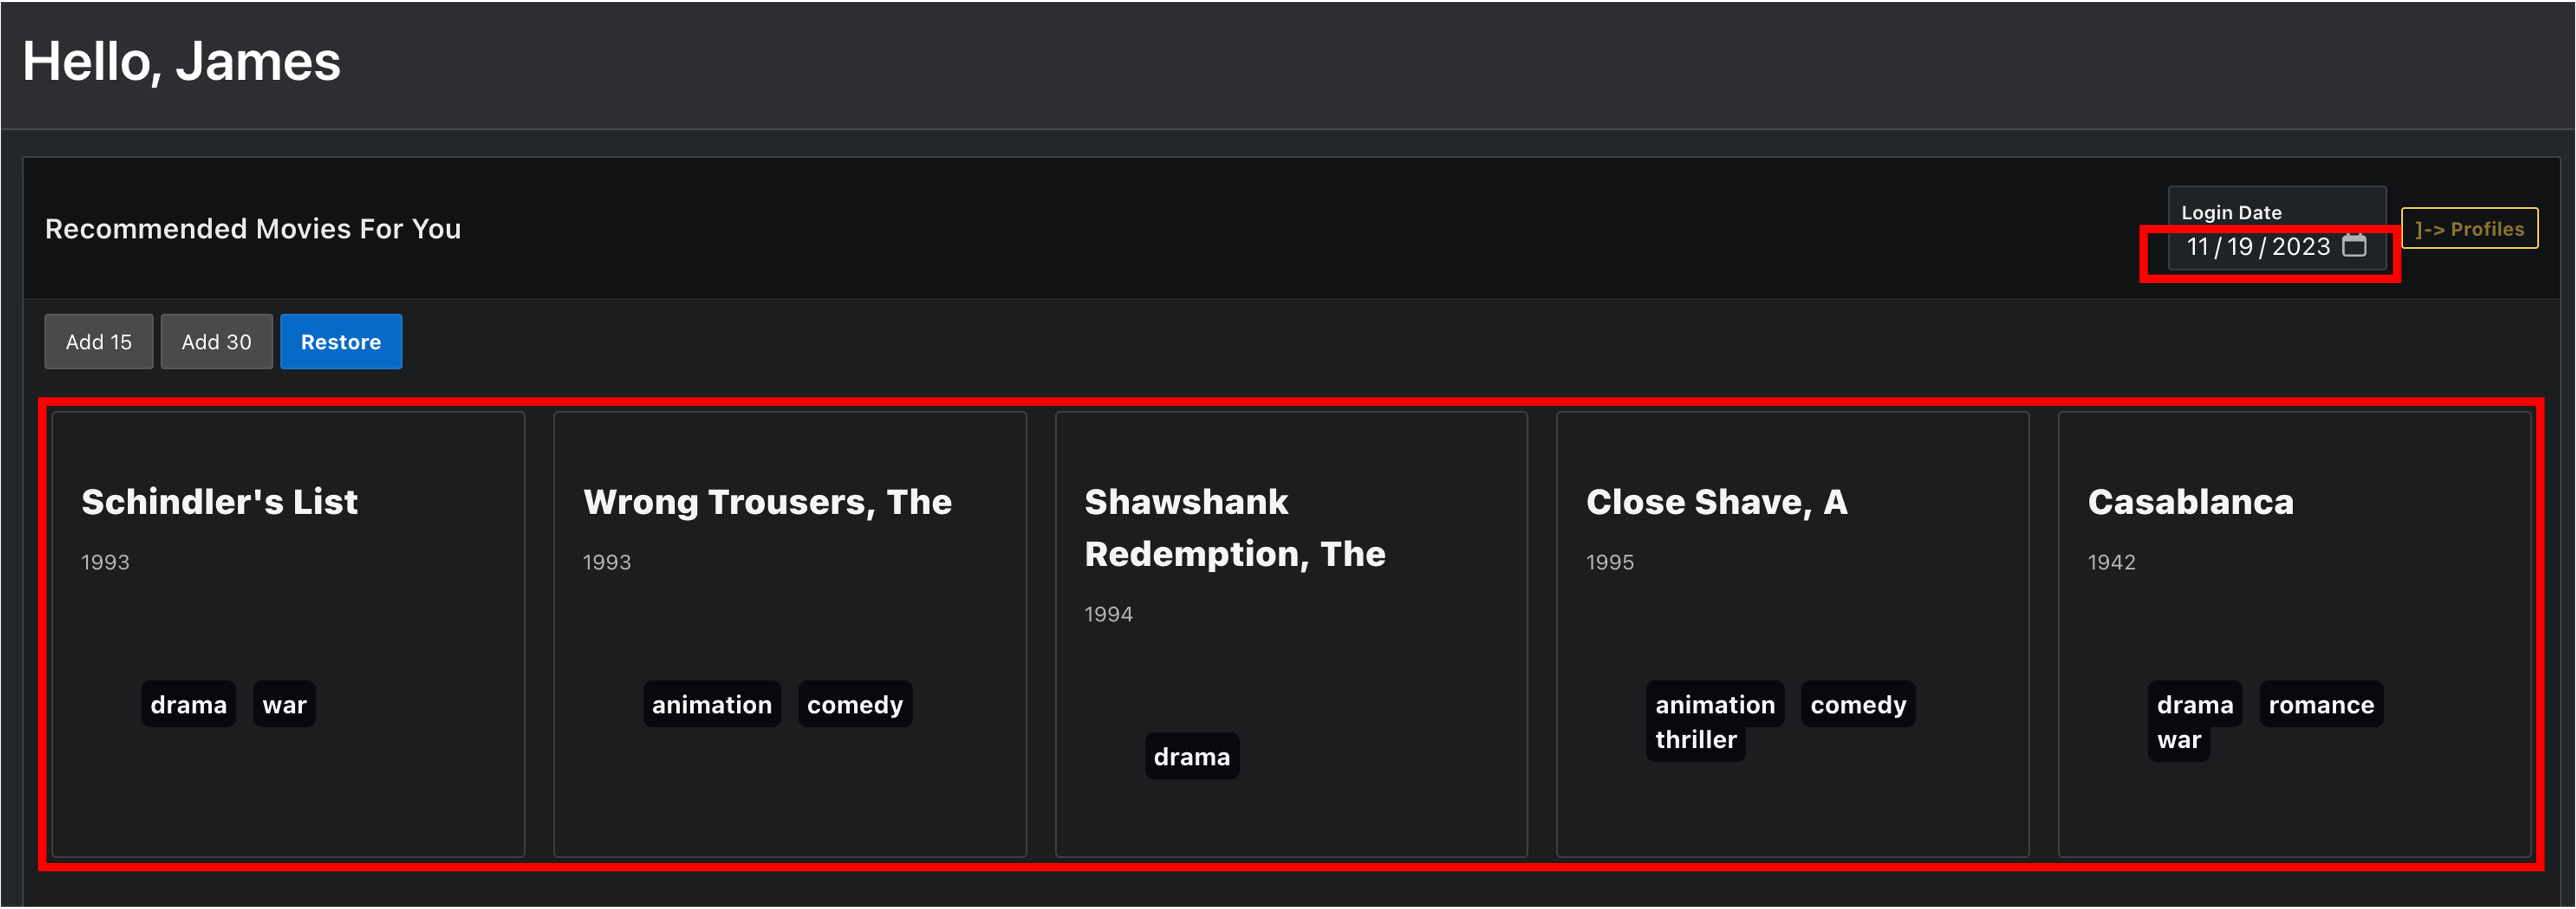 Hello, James
Recommended Movies For You
Login Date
11/19/2023
]-> Profiles
Add 15
Add 30
Restore
Schindler's List
1993
drama war
Wrong Trousers, The
1993
animation comedy
Shawshank
Redemption, The
1994
drama
Close Shave, A
1995
animation comedy
thriller
Casablanca
1942
drama romance
war